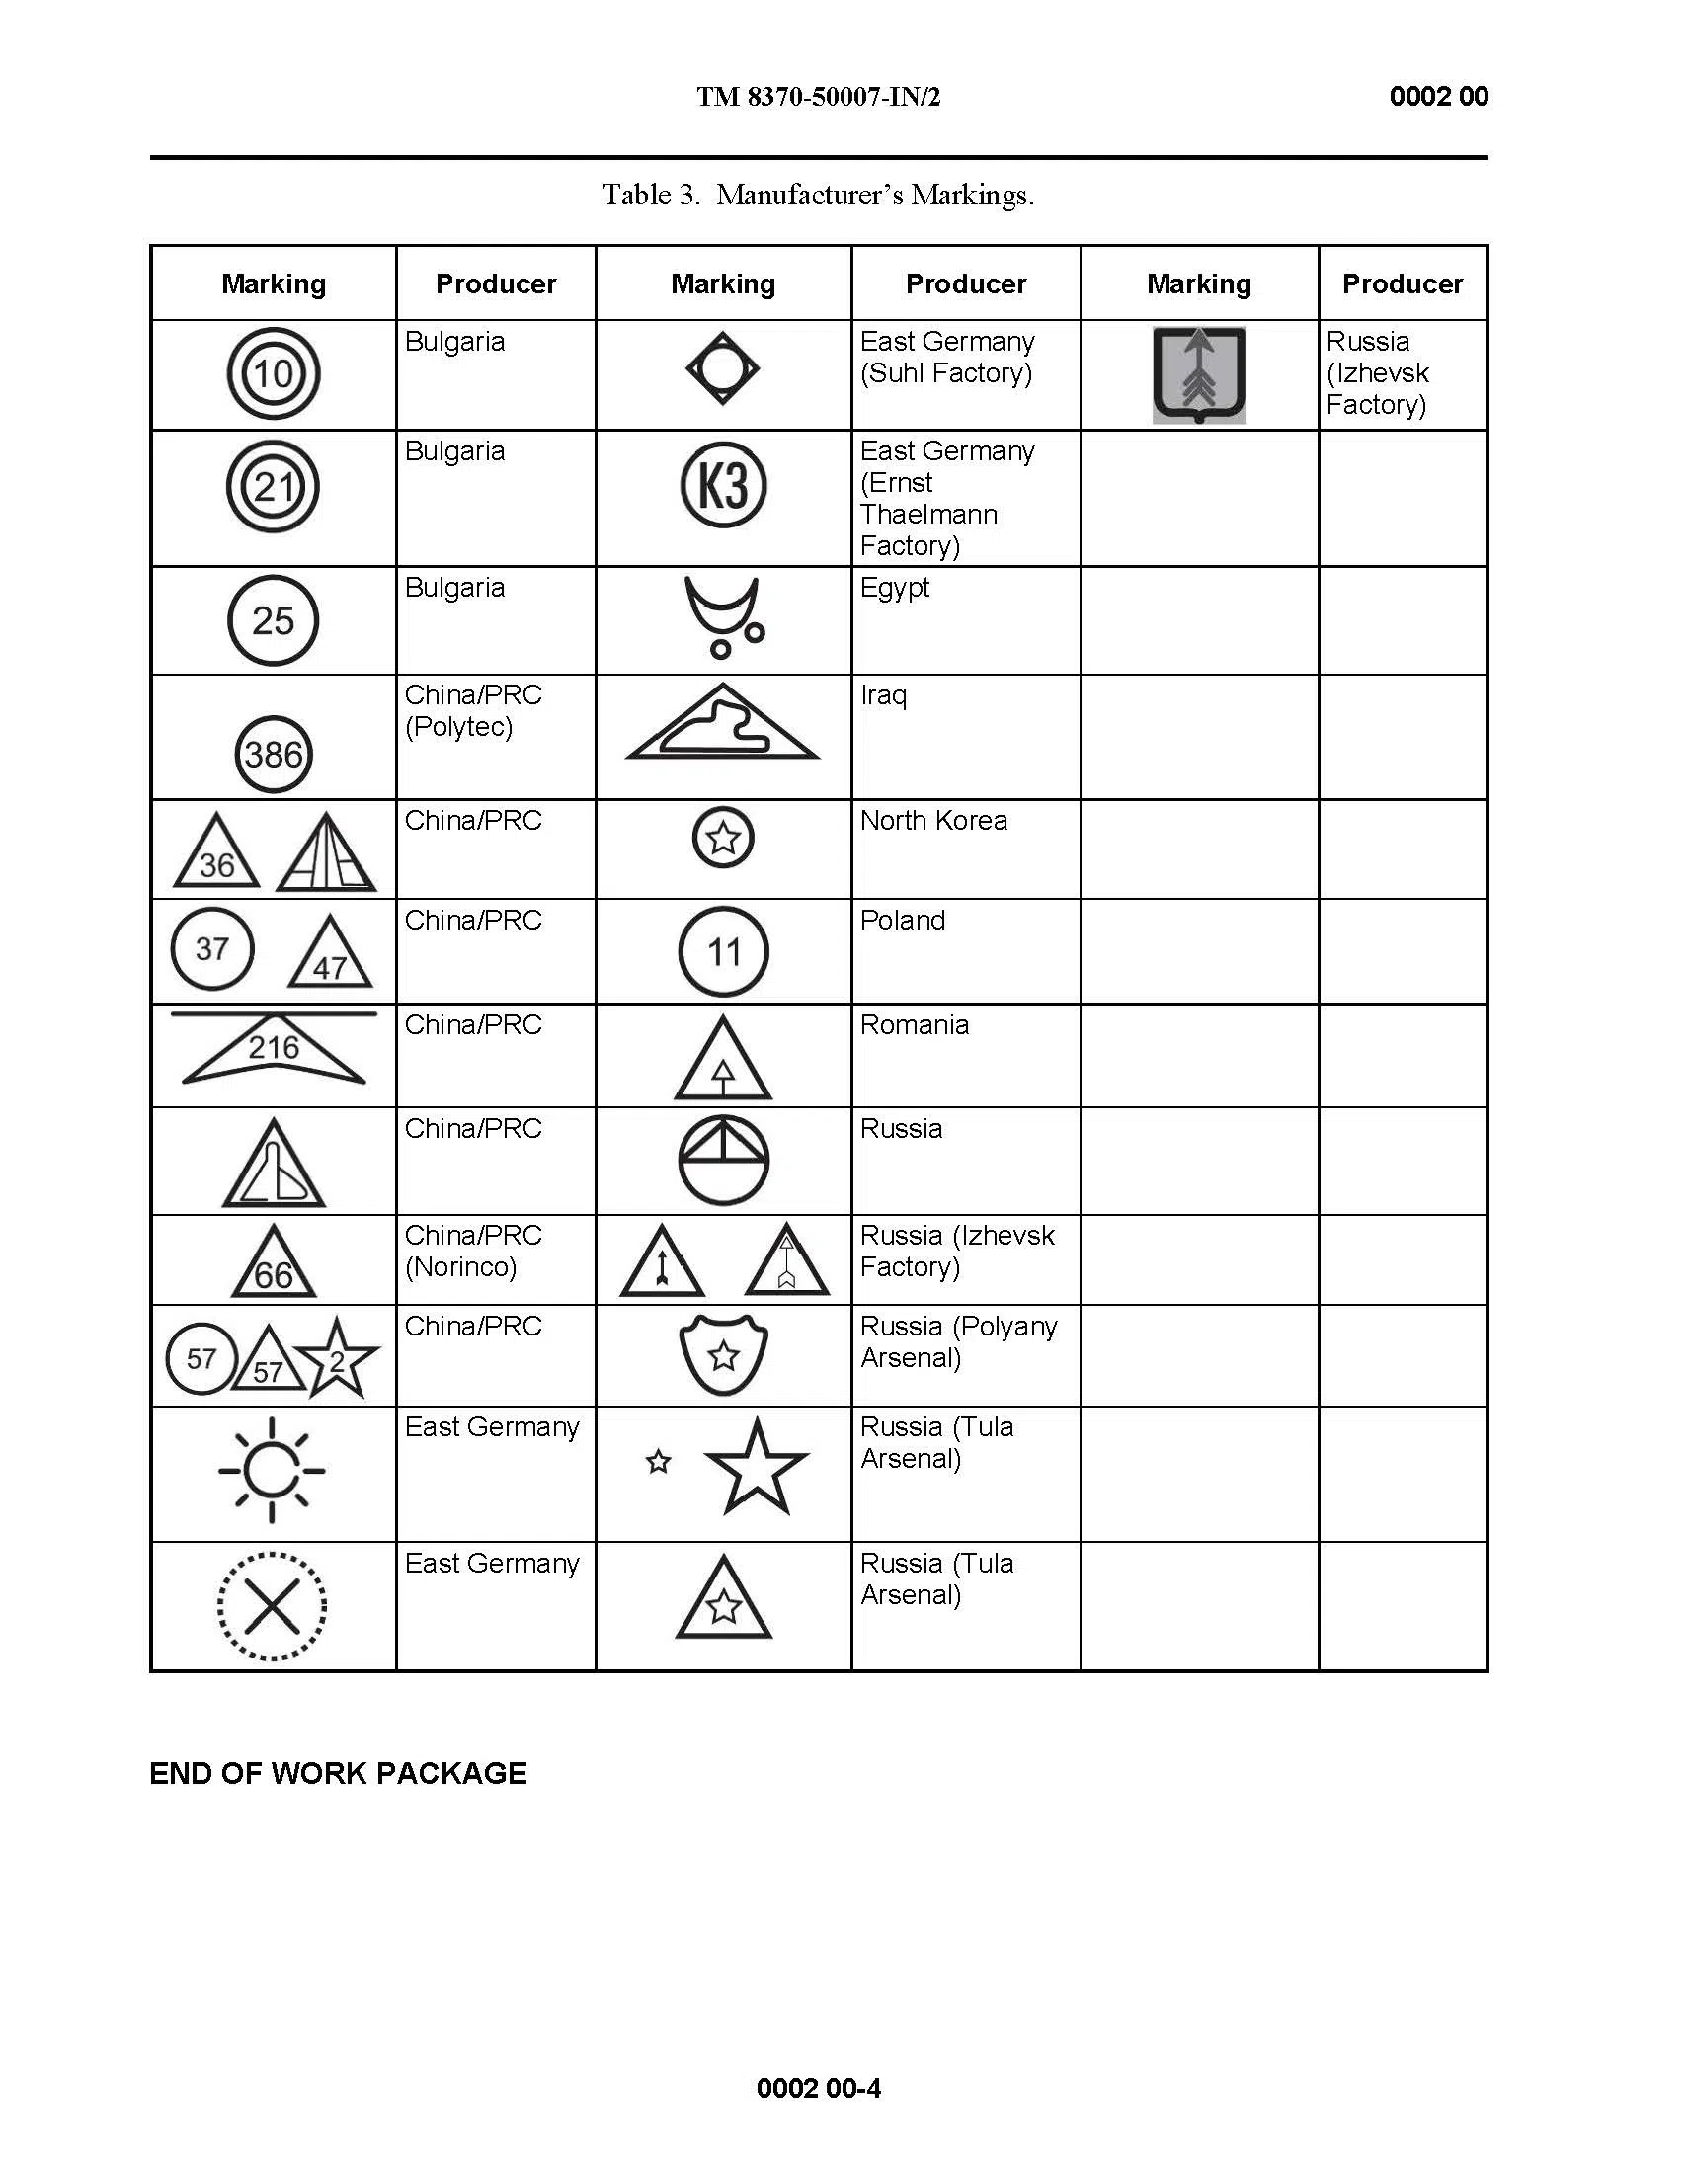 TM 8370-50007-IN/2 0002 00
Table 3. Manufacturer's Markings.
Marking Producer Marking Producer Marking Producer
10 Bulgaria East Germany Russia
(Suhl Factory) (Izhevsk
Factory)
21 Bulgaria K3 East Germany
(Ernst
Thaelmann
Factory)
25 Bulgaria Egypt
386 China/PRC Iraq
(Polytec)
36 China/PRC North Korea
37 47 China/PRC 11 Poland
216 China/PRC Romania
China/PRC Russia
66 China/PRC Russia (Izhevsk
(Norinco) Factory)
57 57 2 China/PRC Russia (Polyany
Arsenal)
East Germany Russia (Tula
Arsenal)
East Germany Russia (Tula
Arsenal)
END OF WORK PACKAGE
0002 00-4